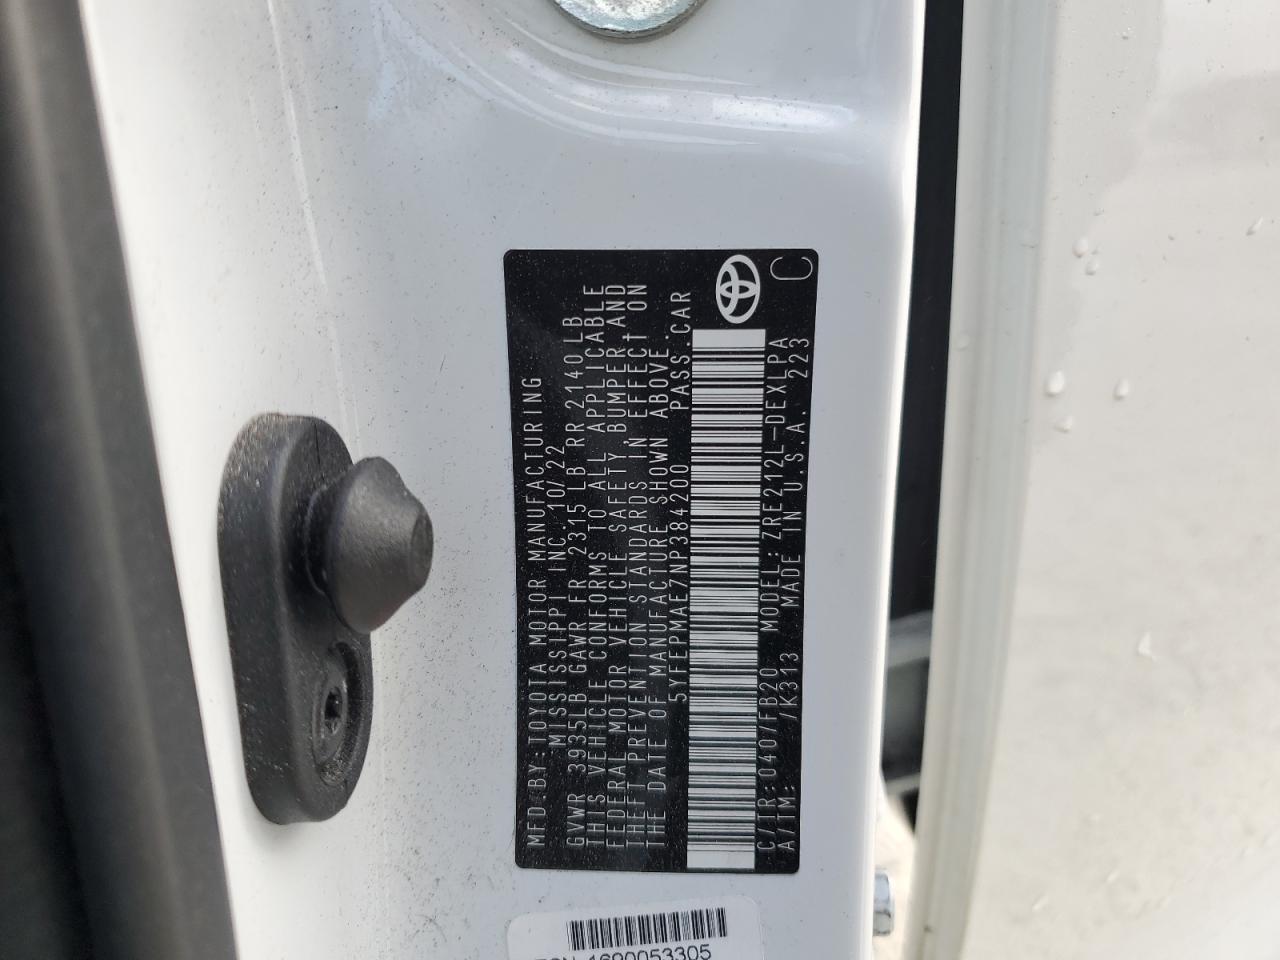 MFD.BY:TOYOTA MOTOR MANUFACTURING
MISSISSIPPI INC. 10/22
GVWR 3935LB GAWR FR 2315 LB RR 2140 LB
THIS VEHICLE CONFORMS TO ALL APPLICABLE
FEDERAL MOTOR VEHICLE SAFETY, BUMPER, AND
THEFT PREVENTION STANDARDS IN EFFECT ON
THE DATE OF MANUFACTURE SHOWN ABOVE.
5YFEPMAE7NP384200 PASS.CAR
C/TR: 040/FB20 MODEL: ZRE212L-DEXLPA
A/TM: /K313 MADE IN U.S.A. 223
C
1690053305